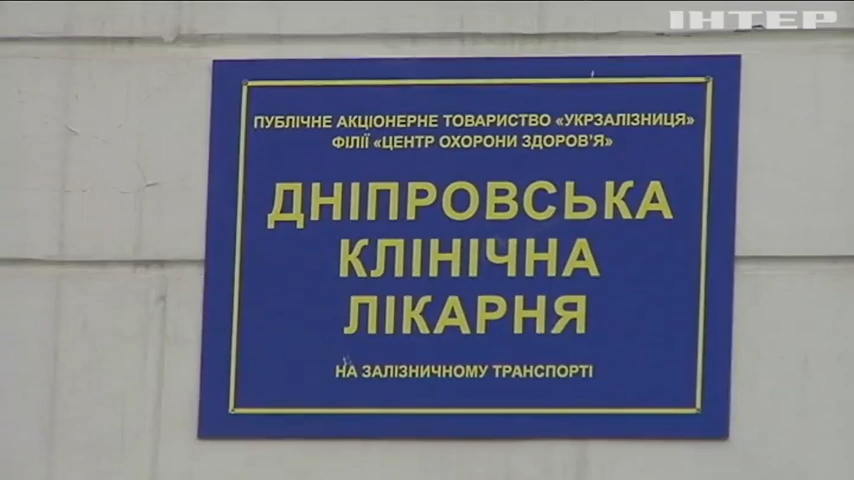 ІНТЕР
ПУБЛІЧНЕ АКЦІОНЕРНЕ ТОВАРИСТВО «УКРЗАЛІЗНИЦЯ»
ФІЛІЇ «ЦЕНТР ОХОРОНИ ЗДОРОВ'Я»
ДНІПРОВСЬКА
КЛІНІЧНА
ЛІКАРНЯ
НА ЗАЛІЗНИЧНОМУ ТРАНСПОРТІ